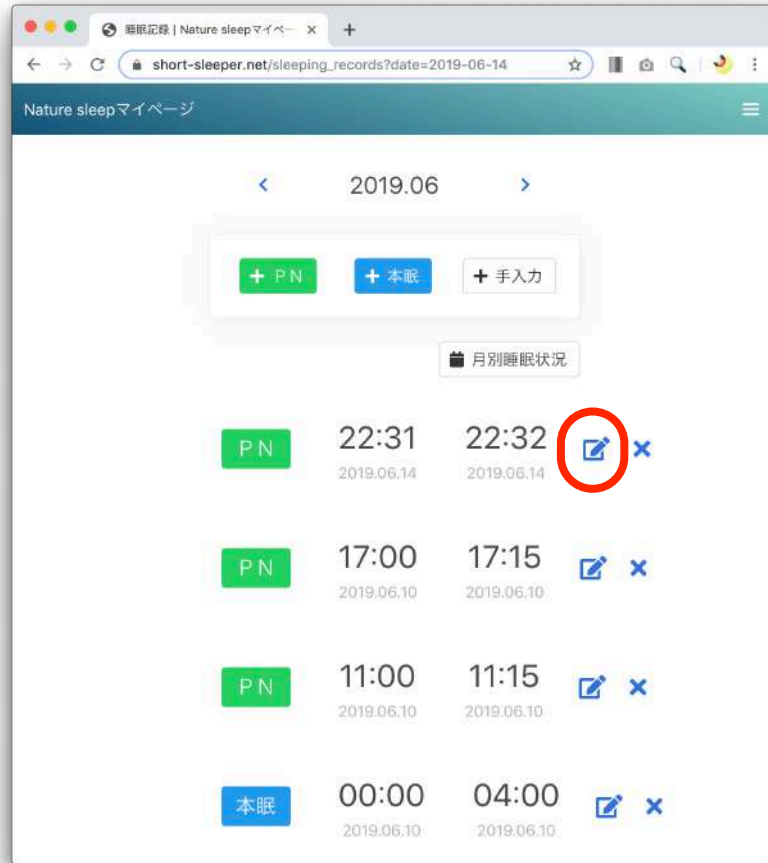 睡眠記録 | Nature sleepマイペー
short-sleeper.net/sleeping_records?date=2019-06-14
Nature sleepマイページ
2019.06
+ PN
+ 本眠
+ 手入力
月別睡眠状況
PN 22:31 22:32
2019.06.14 2019.06.14
PN 17:00 17:15
2019.06.10 2019.06.10
PN 11:00 11:15
2019.06.10 2019.06.10
本眠 00:00 04:00
2019.06.10 2019.06.10